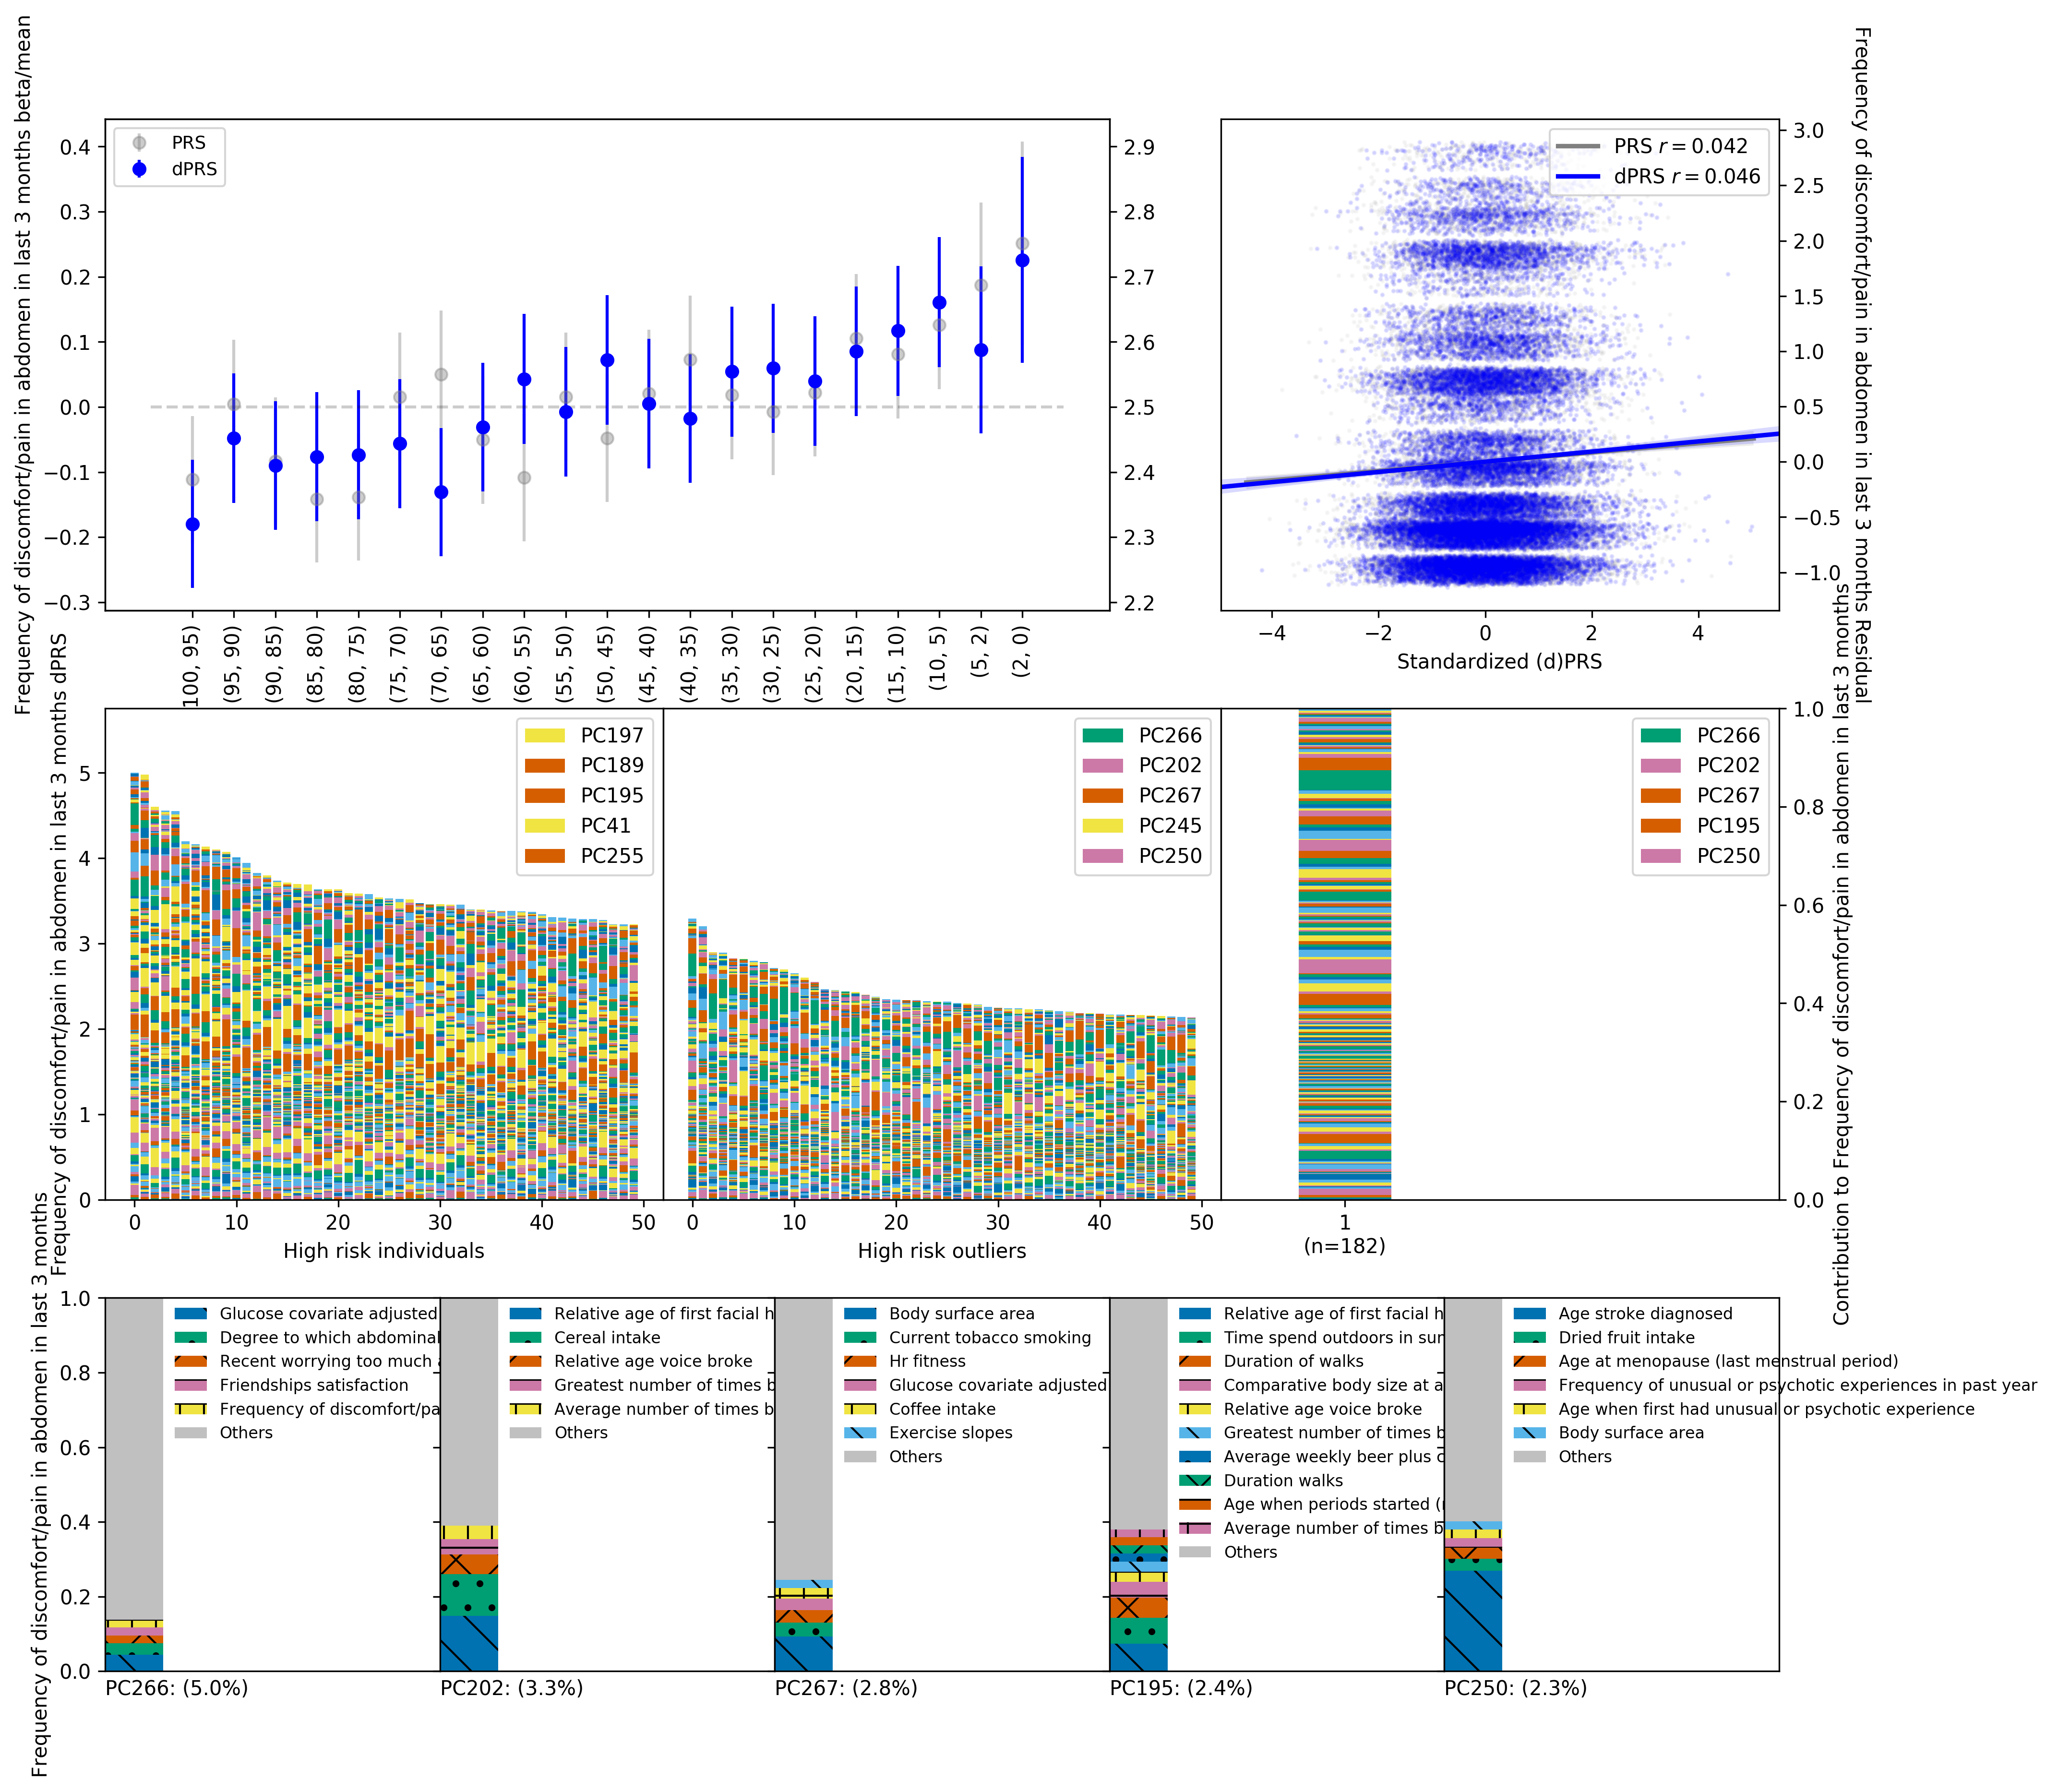 Frequency of discomfort/pain in abdomen in last 3 months beta/mean
0.4
0.3
0.2
0.1
0.0
−0.1
−0.2
−0.3
PRS
dPRS
2.9
2.8
2.7
2.6
2.5
2.4
2.3
2.2
100, 95)
(95, 90)
(90, 85)
(85, 80)
(80, 75)
(75, 70)
(70, 65)
(65, 60)
(60, 55)
(55, 50)
(50, 45)
(45, 40)
(40, 35)
(35, 30)
(30, 25)
(25, 20)
(20, 15)
(15, 10)
(10, 5)
(5, 2)
(2, 0)
PRS r = 0.042
dPRS r = 0.046
3.0
2.5
2.0
1.5
1.0
0.5
0.0
−0.5
−1.0
Frequency of discomfort/pain in abdomen in last 3 months Residual
−4
−2
0
2
4
Standardized (d)PRS
Frequency of discomfort/pain in abdomen in last 3 months dPRS
5
4
3
2
1
0
PC197
PC189
PC195
PC41
PC255
0
10
20
30
40
50
High risk individuals
PC266
PC202
PC267
PC245
PC250
0
10
20
30
40
50
High risk outliers
PC266
PC202
PC267
PC195
PC250
1
(n=182)
1.0
0.8
0.6
0.4
0.2
0.0
Contribution to Frequency of discomfort/pain in abdomen in last 3 months
Frequency of discomfort/pain in abdomen in last 3 months
1.0
0.8
0.6
0.4
0.2
0.0
Glucose covariate adjusted
Degree to which abdominal
Recent worrying too much
Friendships satisfaction
Frequency of discomfort/pa
Others
PC266: (5.0%)
Relative age of first facial h
Cereal intake
Relative age voice broke
Greatest number of times b
Average number of times b
Others
PC202: (3.3%)
Body surface area
Current tobacco smoking
Hr fitness
Glucose covariate adjusted
Coffee intake
Exercise slopes
Others
PC267: (2.8%)
Relative age of first facial h
Time spend outdoors in sum
Duration of walks
Comparative body size at a
Relative age voice broke
Greatest number of times b
Average weekly beer plus c
Duration walks
Age when periods started (
Average number of times b
Others
PC195: (2.4%)
Age stroke diagnosed
Dried fruit intake
Age at menopause (last menstrual period)
Frequency of unusual or psychotic experiences in past year
Age when first had unusual or psychotic experience
Body surface area
Others
PC250: (2.3%)